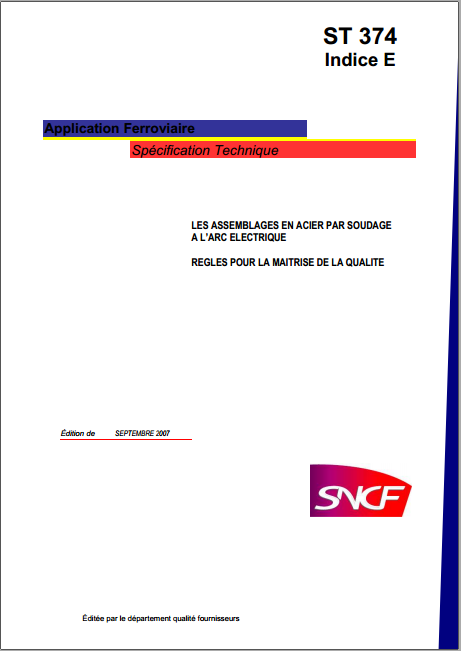 ST 374
Indice E
Application Ferroviaire
Spécification Technique
LES ASSEMBLAGES EN ACIER PAR SOUDAGE
A L'ARC ELECTRIQUE
REGLES POUR LA MAITRISE DE LA QUALITE
Édition de SEPTEMBRE 2007
SNCF
Éditée par le département qualité fournisseurs